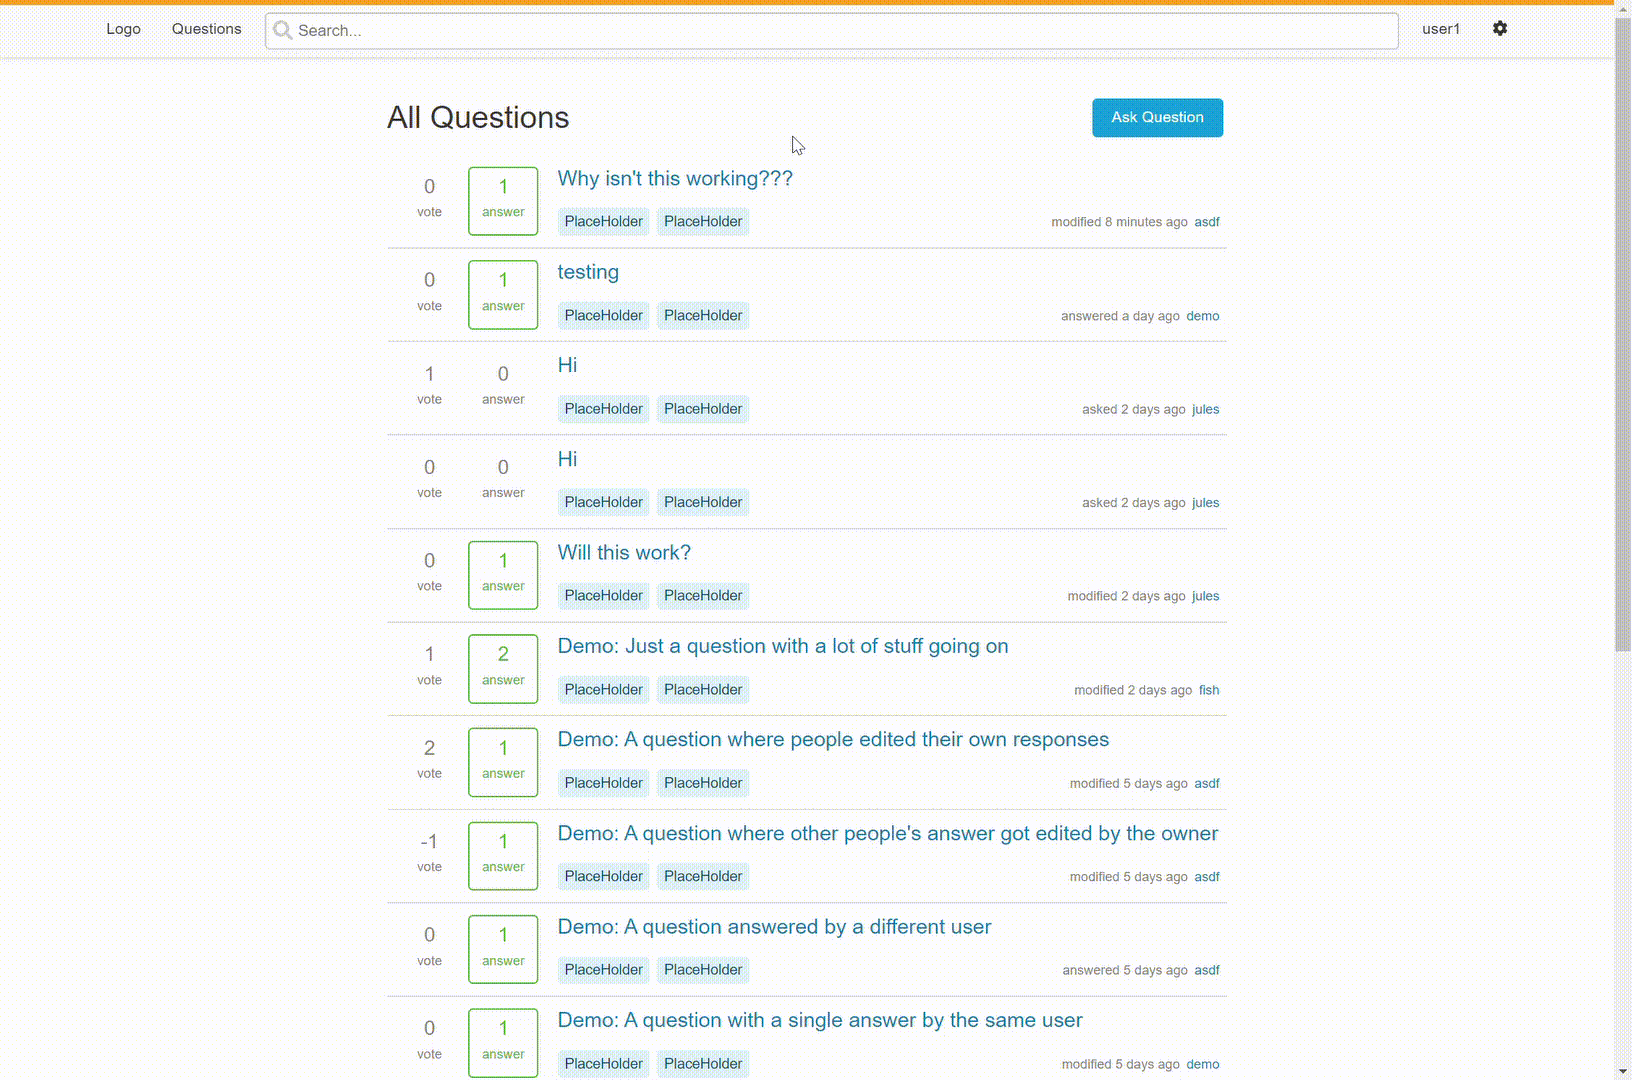 Logo Questions Search... user1
All Questions Ask Question
0 1 Why isn't this working???
vote answer PlaceHolder PlaceHolder modified 8 minutes ago asdf
0 1 testing
vote answer PlaceHolder PlaceHolder answered a day ago demo
1 0 Hi
vote answer PlaceHolder PlaceHolder asked 2 days ago jules
0 0 Hi
vote answer PlaceHolder PlaceHolder asked 2 days ago jules
0 1 Will this work?
vote answer PlaceHolder PlaceHolder modified 2 days ago jules
1 2 Demo: Just a question with a lot of stuff going on
vote answer PlaceHolder PlaceHolder modified 2 days ago fish
2 1 Demo: A question where people edited their own responses
vote answer PlaceHolder PlaceHolder modified 5 days ago asdf
-1 1 Demo: A question where other people's answer got edited by the owner
vote answer PlaceHolder PlaceHolder modified 5 days ago asdf
0 1 Demo: A question answered by a different user
vote answer PlaceHolder PlaceHolder answered 5 days ago asdf
0 1 Demo: A question with a single answer by the same user
vote answer PlaceHolder PlaceHolder modified 5 days ago demo